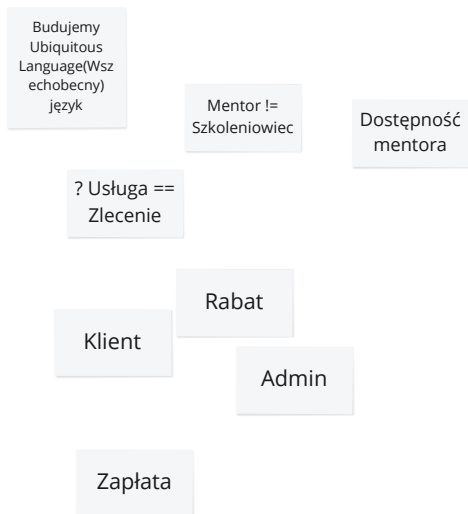 Budujemy
Ubiquitous
Language(Wsz
echobecny)
język
Mentor !=
Szkoleniowiec
Dostępność
mentora
? Usługa ==
Zlecenie
Rabat
Klient
Admin
Zapłata